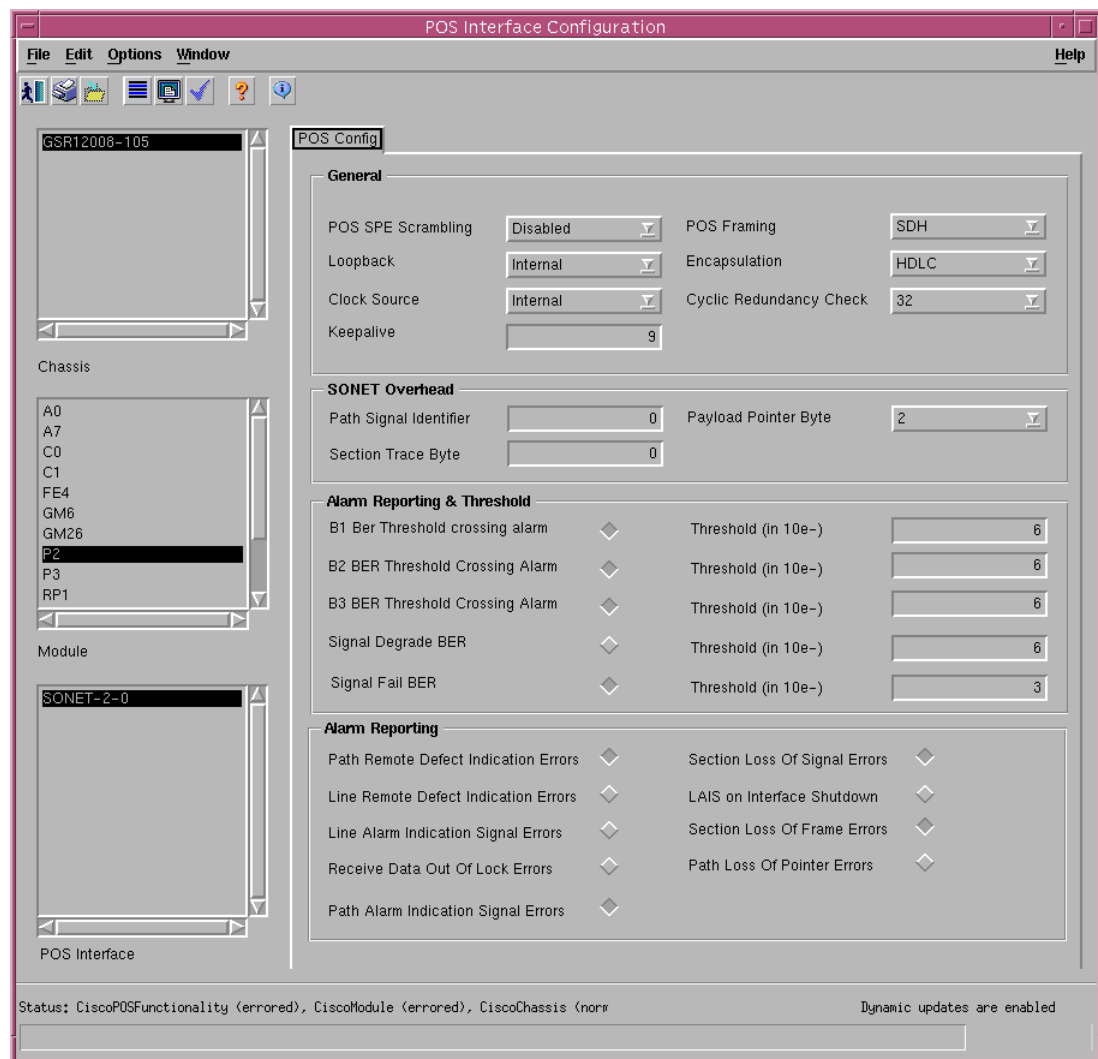 POS Interface Configuration
File Edit Options Window Help
GSR12008-105
Chassis
A0
A7
C0
C1
FE4
GM6
GM26
P2
P3
RP1
Module
SONET-2-0
POS Interface
POS Config
General
POS SPE Scrambling Disabled POS Framing SDH
Loopback Internal Encapsulation HDLC
Clock Source Internal Cyclic Redundancy Check 32
Keepalive 9
SONET Overhead
Path Signal Identifier 0 Payload Pointer Byte 2
Section Trace Byte 0
Alarm Reporting & Threshold
B1 Ber Threshold crossing alarm Threshold (in 10e-) 6
B2 BER Threshold Crossing Alarm Threshold (in 10e-) 6
B3 BER Threshold Crossing Alarm Threshold (in 10e-) 6
Signal Degrade BER Threshold (in 10e-) 6
Signal Fail BER Threshold (in 10e-) 3
Alarm Reporting
Path Remote Defect Indication Errors Section Loss Of Signal Errors
Line Remote Defect Indication Errors LAIS on Interface Shutdown
Line Alarm Indication Signal Errors Section Loss Of Frame Errors
Receive Data Out Of Lock Errors Path Loss Of Pointer Errors
Path Alarm Indication Signal Errors
Status: CiscoPOSFunctionality (errored), CiscoModule (errored), CiscoChassis (norm Dynamic updates are enabled